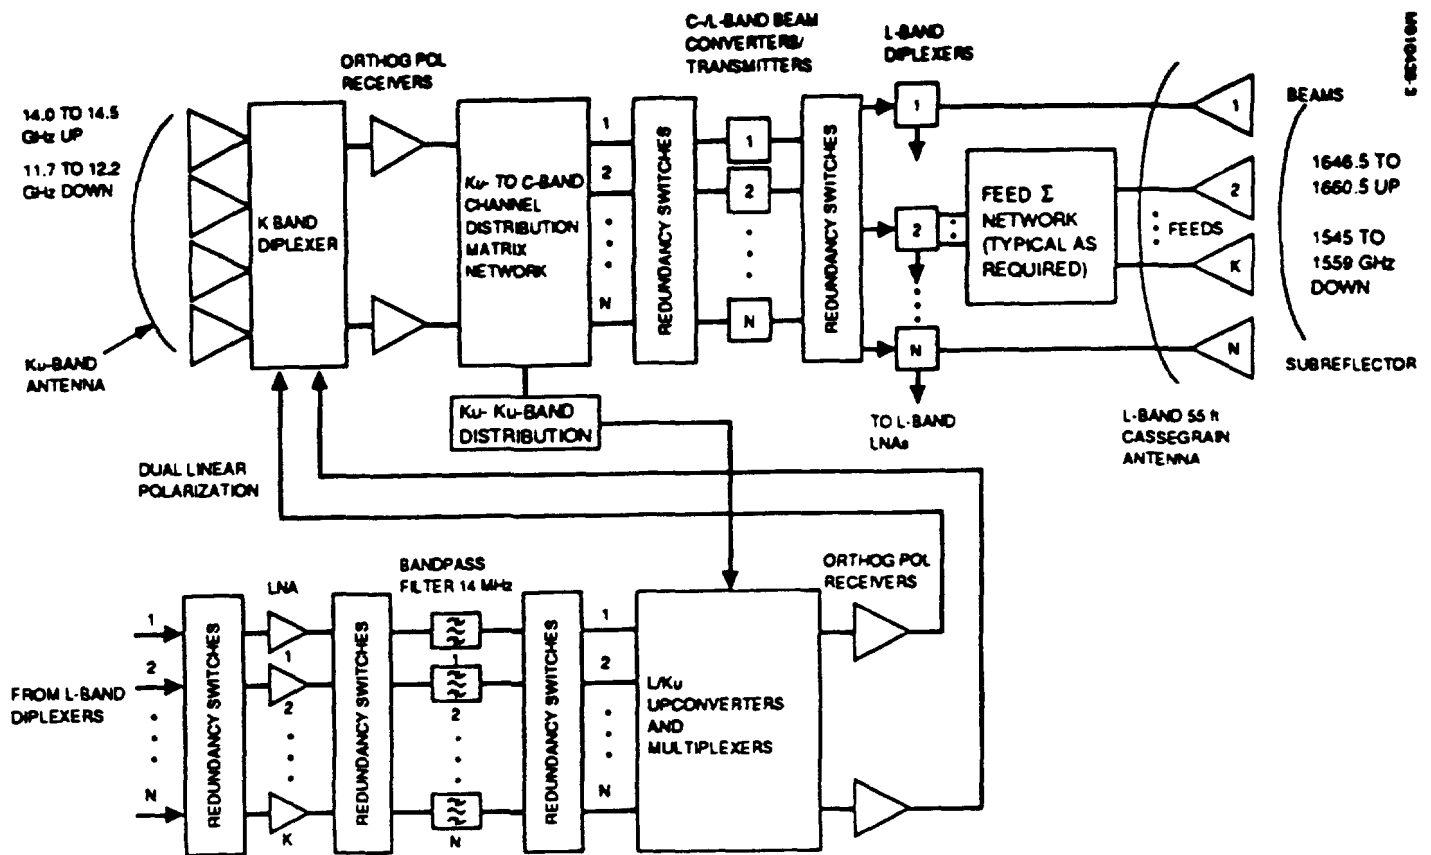 C-/L-BAND BEAM
CONVERTERS/
TRANSMITTERS
L-BAND
DIPLEXERS
ORTHOG POL
RECEIVERS
14.0 TO 14.5
GHz UP
11.7 TO 12.2
GHz DOWN
K BAND
DIPLEXER
Ku- TO C-BAND
CHANNEL
DISTRIBUTION
MATRIX
NETWORK
1
2
N
REDUNDANCY SWITCHES
1
2
N
REDUNDANCY SWITCHES
1
2
N
FEED Σ
NETWORK
(TYPICAL AS
REQUIRED)
FEEDS
1
2
K
N
BEAMS
1646.5 TO
1660.5 UP
1545 TO
1559 GHz
DOWN
SUBREFLECTOR
Ku-BAND
ANTENNA
Ku- Ku-BAND
DISTRIBUTION
TO L-BAND
LNAs
L-BAND 55 ft
CASSEGRAIN
ANTENNA
DUAL LINEAR
POLARIZATION
LNA
BANDPASS
FILTER 14 MHz
ORTHOG POL
RECEIVERS
FROM L-BAND
DIPLEXERS
1
2
N
REDUNDANCY SWITCHES
1
2
K
REDUNDANCY SWITCHES
1
2
N
REDUNDANCY SWITCHES
1
2
N
L/Ku
UPCONVERTERS
AND
MULTIPLEXERS